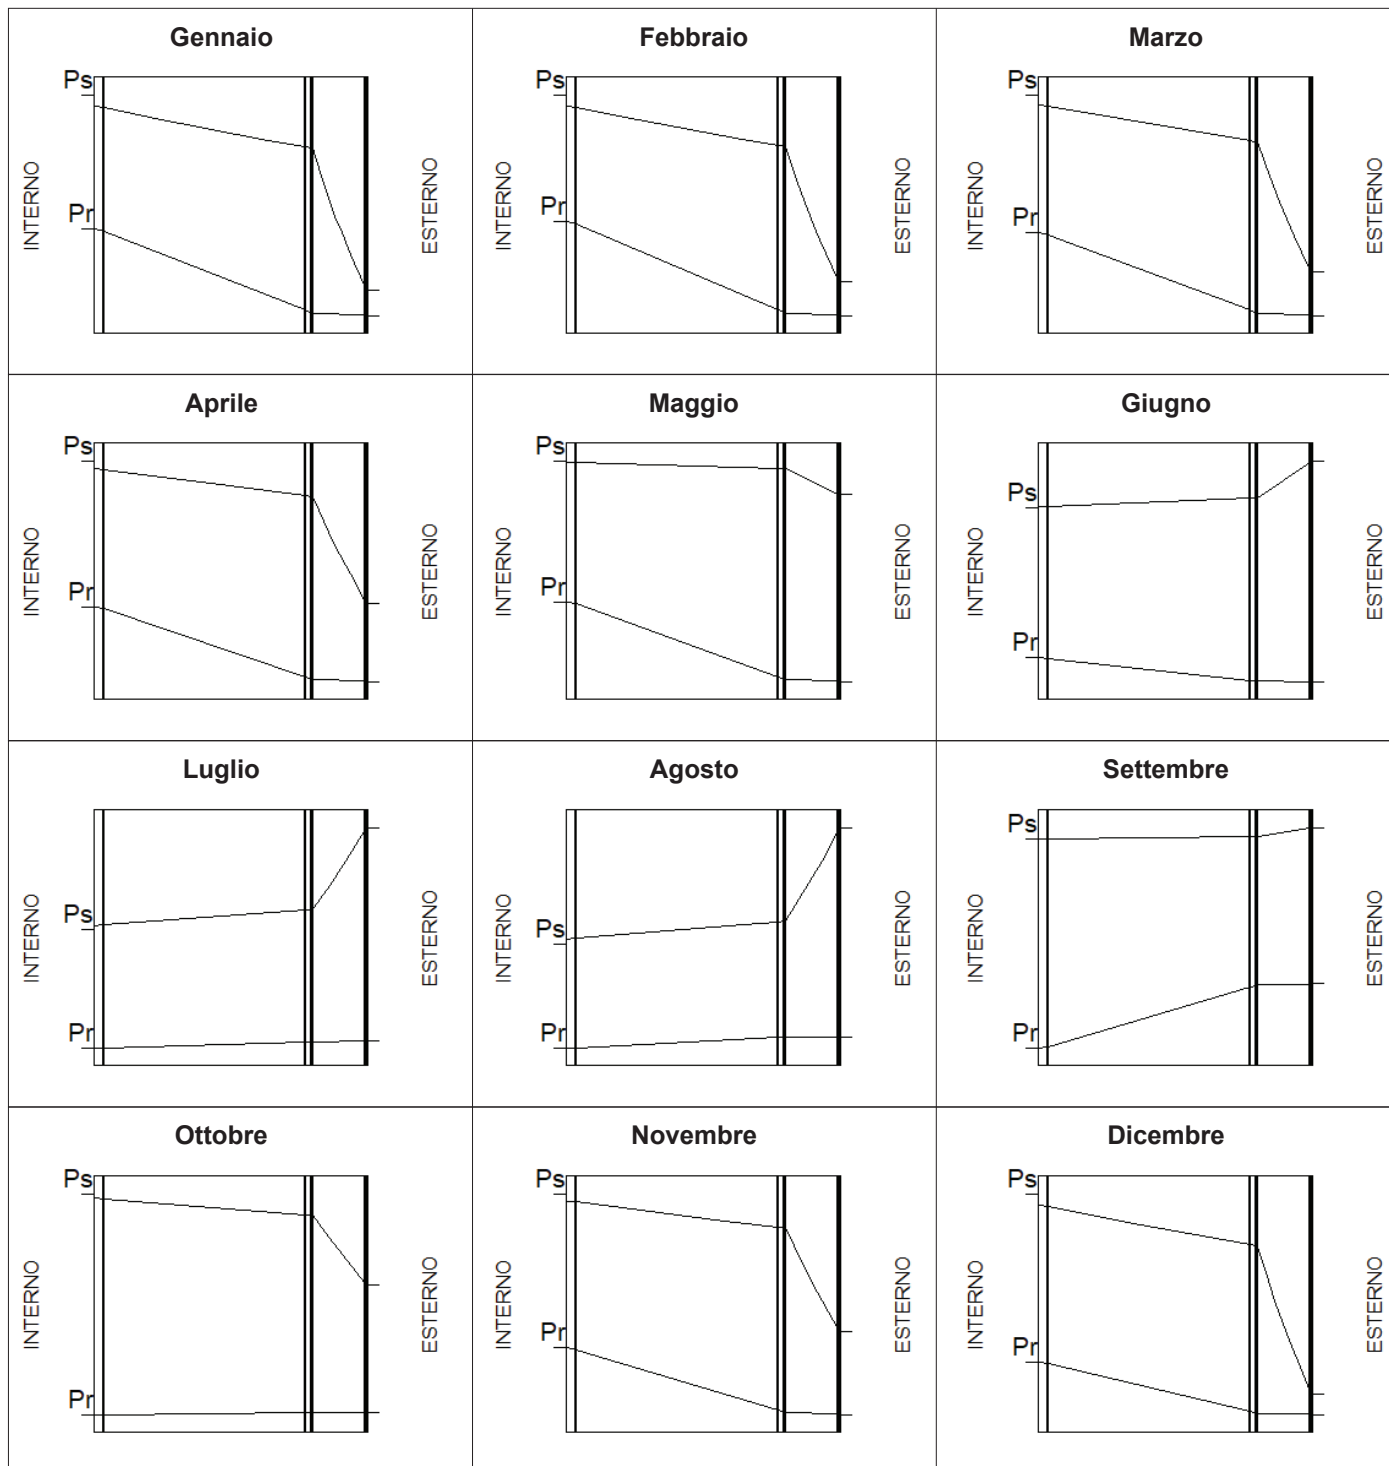 Gennaio
Febbraio
Marzo
Ps
Pr
INTERNO
ESTERNO
Ps
Pr
INTERNO
ESTERNO
Ps
Pr
INTERNO
ESTERNO
Aprile
Maggio
Giugno
Ps
Pr
INTERNO
ESTERNO
Ps
Pr
INTERNO
ESTERNO
Ps
Pr
INTERNO
ESTERNO
Luglio
Agosto
Settembre
Ps
Pr
INTERNO
ESTERNO
Ps
Pr
INTERNO
ESTERNO
Ps
Pr
INTERNO
ESTERNO
Ottobre
Novembre
Dicembre
Ps
Pr
INTERNO
ESTERNO
Ps
Pr
INTERNO
ESTERNO
Ps
Pr
INTERNO
ESTERNO